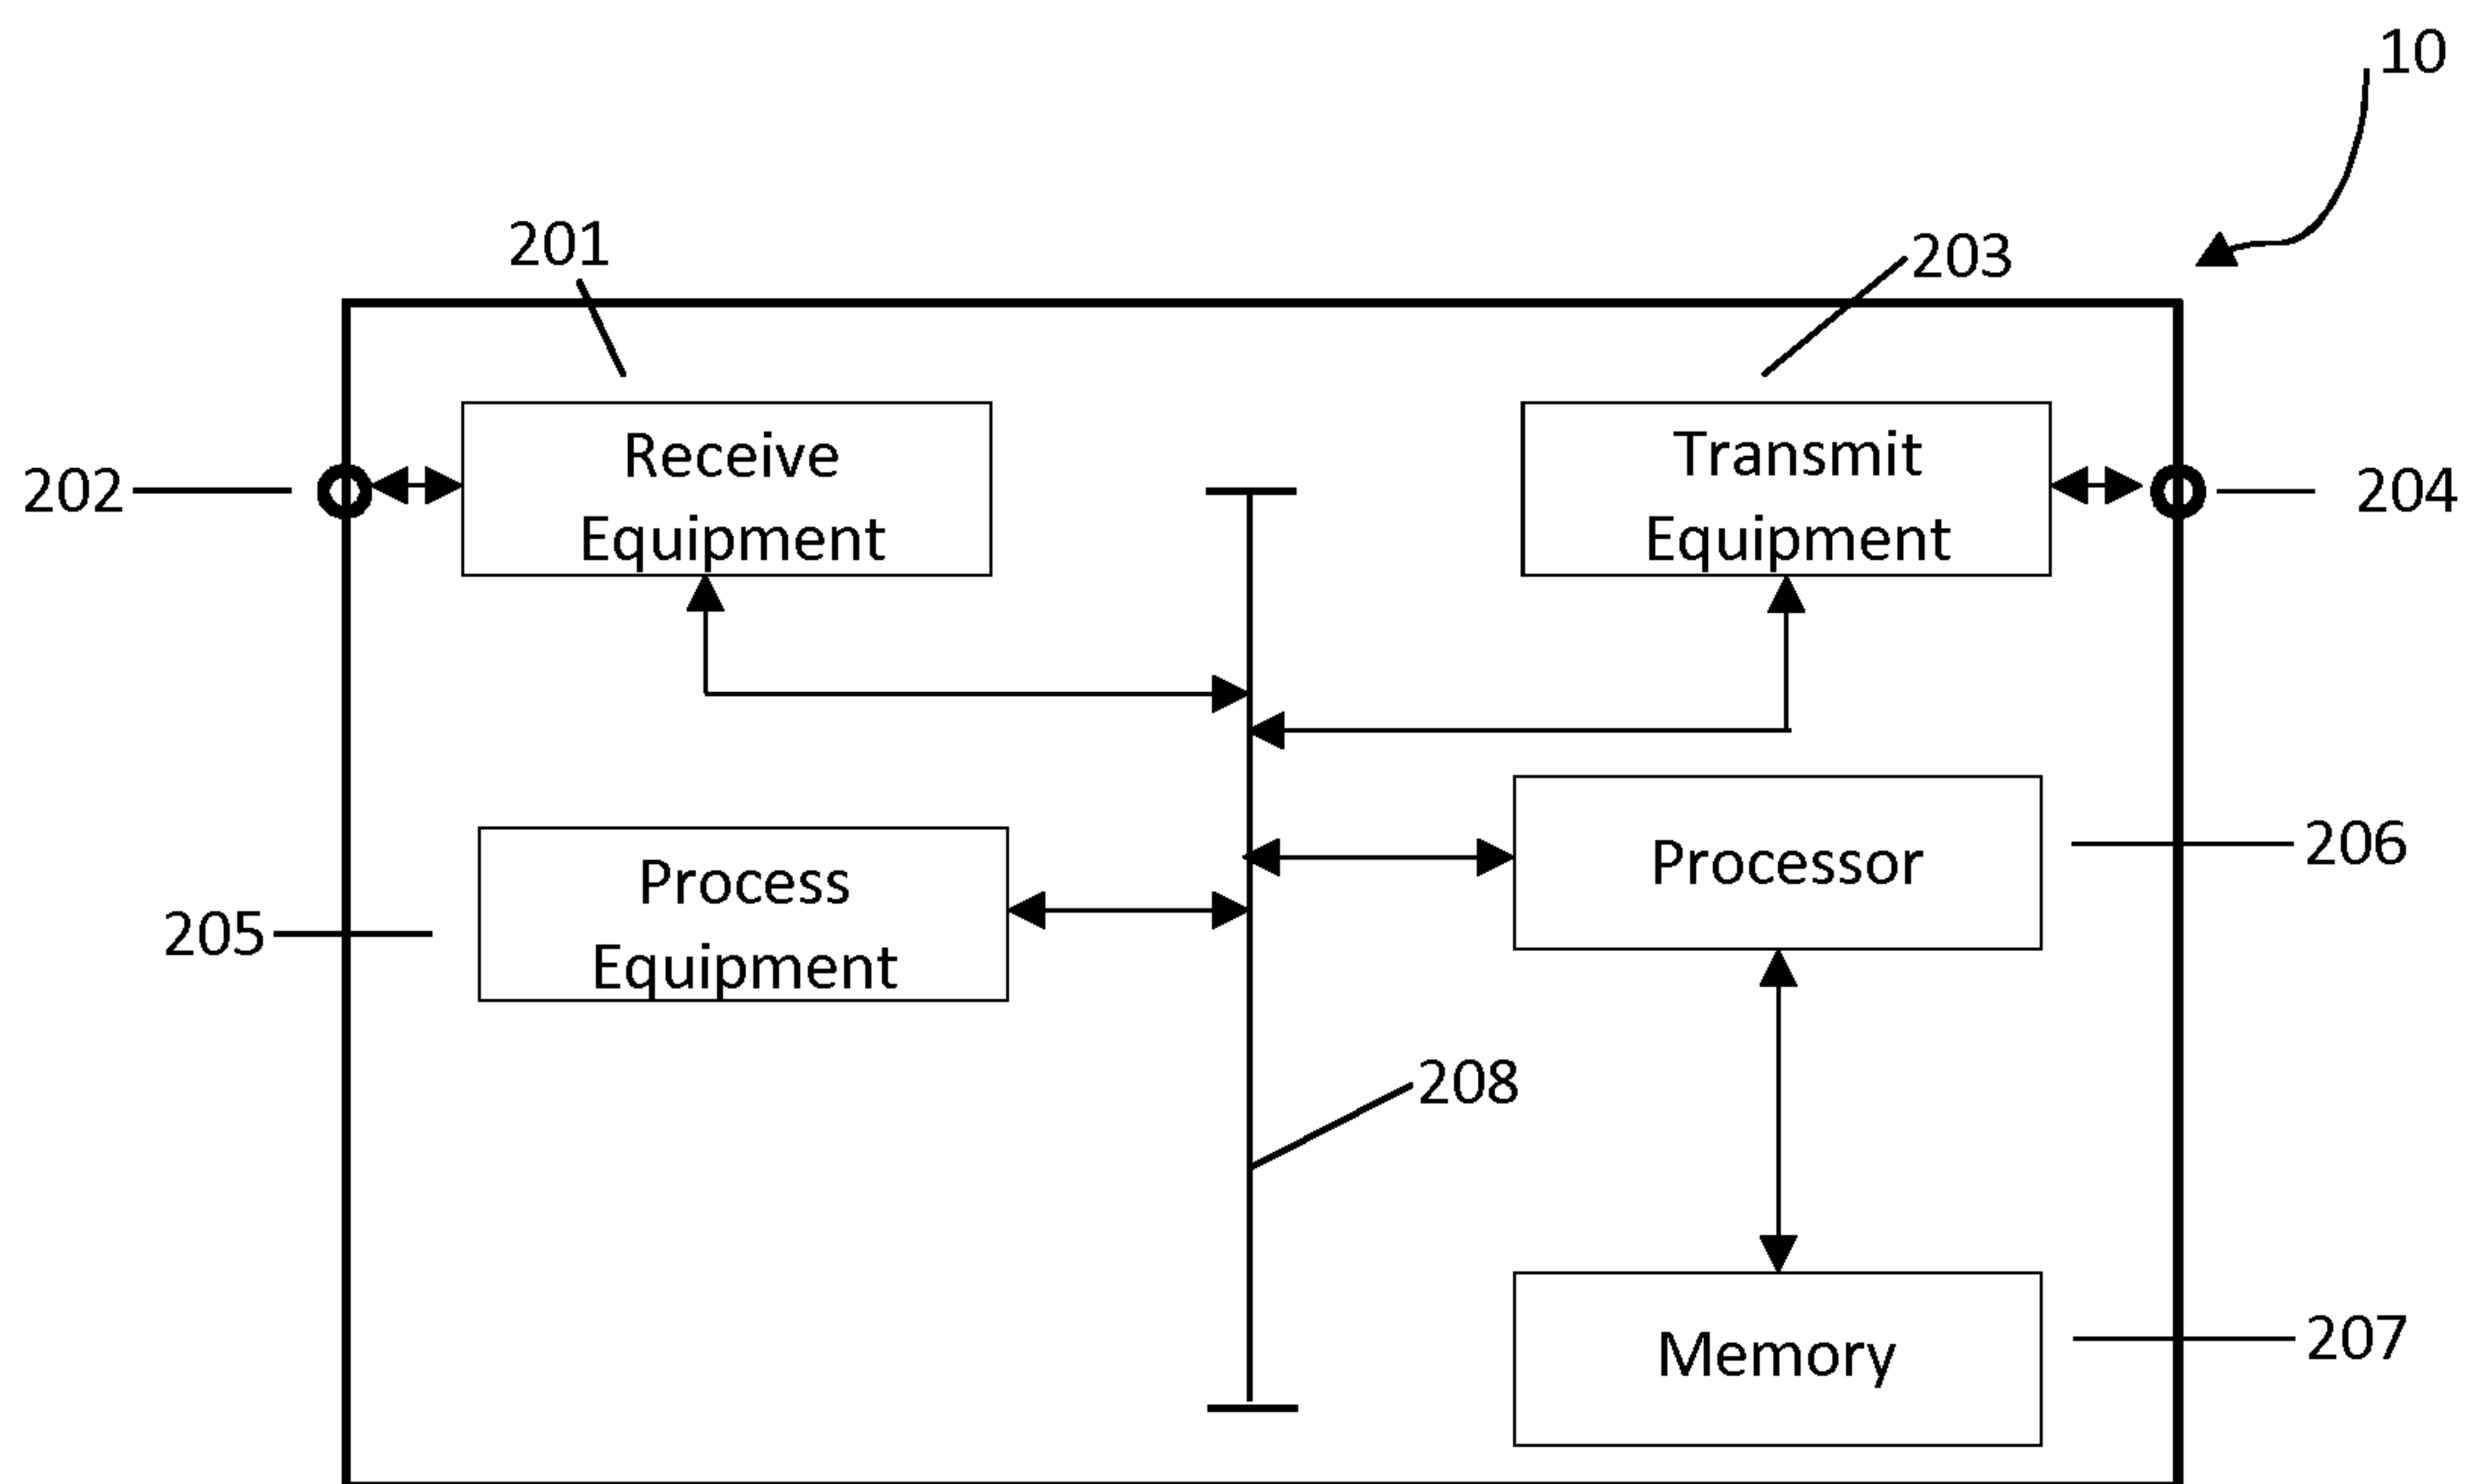 10
201
203
Receive
Equipment
Transmit
Equipment
202
204
Process
Equipment
Processor
206
205
208
Memory
207